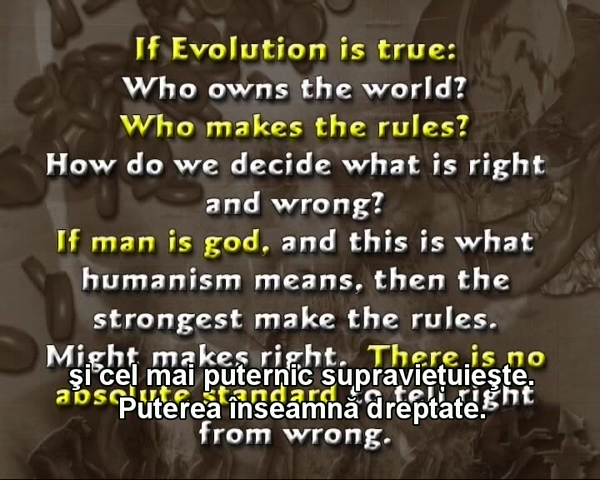 If Evolution is true:
Who owns the world?
Who makes the rules?
How do we decide what is right
and wrong?
If man is god, and this is what
humanism means, then the
strongest make the rules.
Might makes right. There is no
absolute standard to tell right
from wrong.
şi cel mai puternic supravieţuieşte.
Puterea înseamnă dreptate.